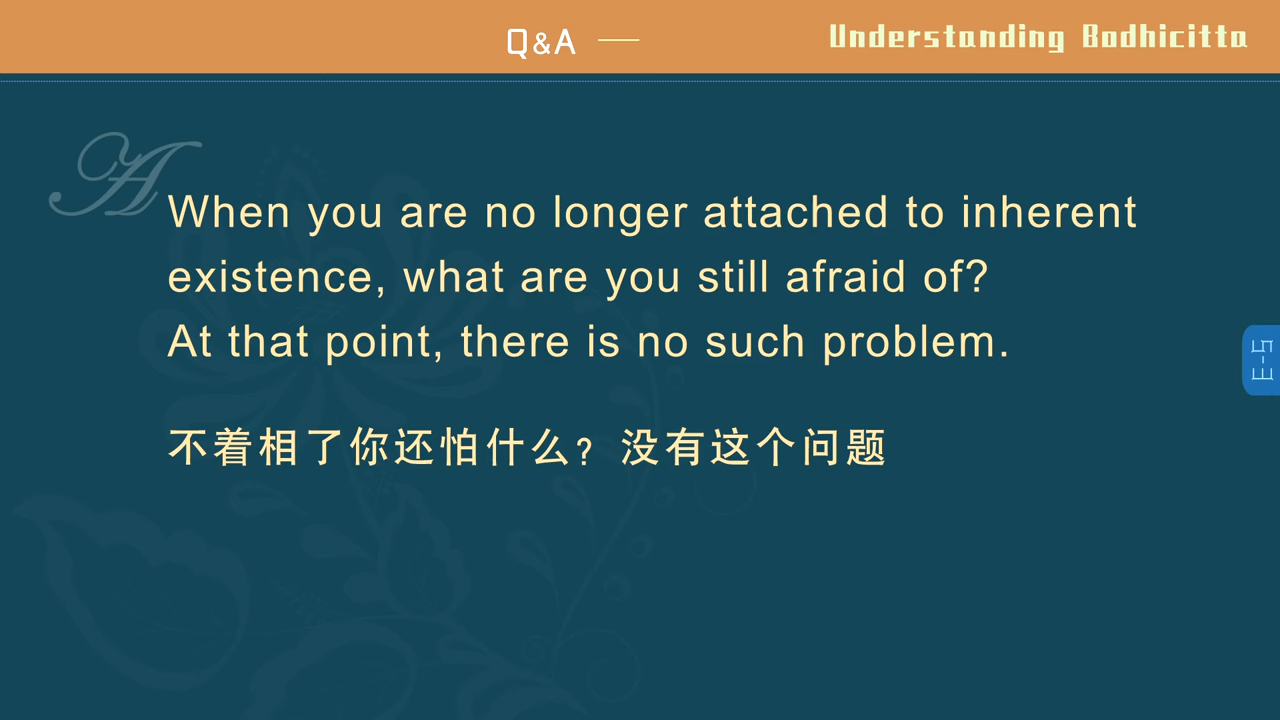 Q&A
Understanding Bodhicitta
A
When you are no longer attached to inherent
existence, what are you still afraid of?
At that point, there is no such problem.
不着相了你还怕什么？没有这个问题
E-5